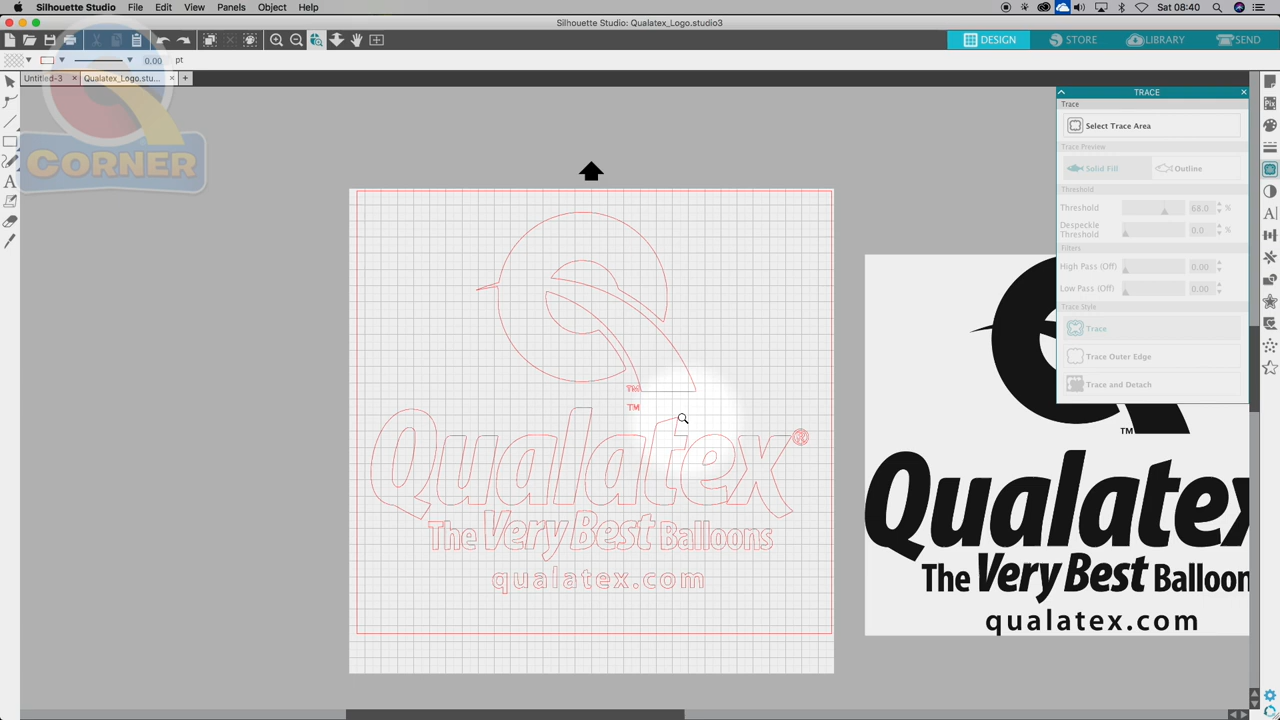 Silhouette Studio File Edit View Panels Object Help Sat 08:40
Silhouette Studio: Qualatex_Logo.studio3
DESIGN STORE LIBRARY SEND
0.00 pt
Untitled-3 × Qualatex_Logo.stu... × +
CORNER
TRACE
Trace
Select Trace Area
Trace Preview
Solid Fill Outline
Threshold
Threshold 68.0 %
Despeckle Threshold 0.0 %
Filters
High Pass (Off) 0.00
Low Pass (Off) 0.00
Trace Style
Trace
Trace Outer Edge
Trace and Detach
TM
TM
Qualatex®
The Very Best Balloons
qualatex.com
TM
Qualatex
The Very Best Balloon
qualatex.com